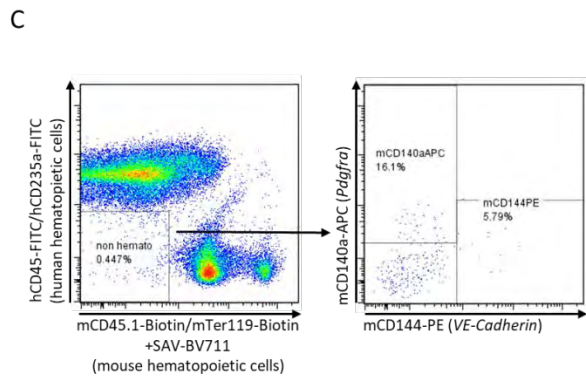 C
hCD45-FITC/hCD235a-FITC
(human hematopoietic cells)
non hemato
0.447%
mCD45.1-Biotin/mTer119-Biotin
+SAV-BV711
(mouse hematopoietic cells)
mCD140a-APC (Pdgfra)
mCD140aAPC
16.1%
mCD144PE
5.79%
mCD144-PE (VE-Cadherin)